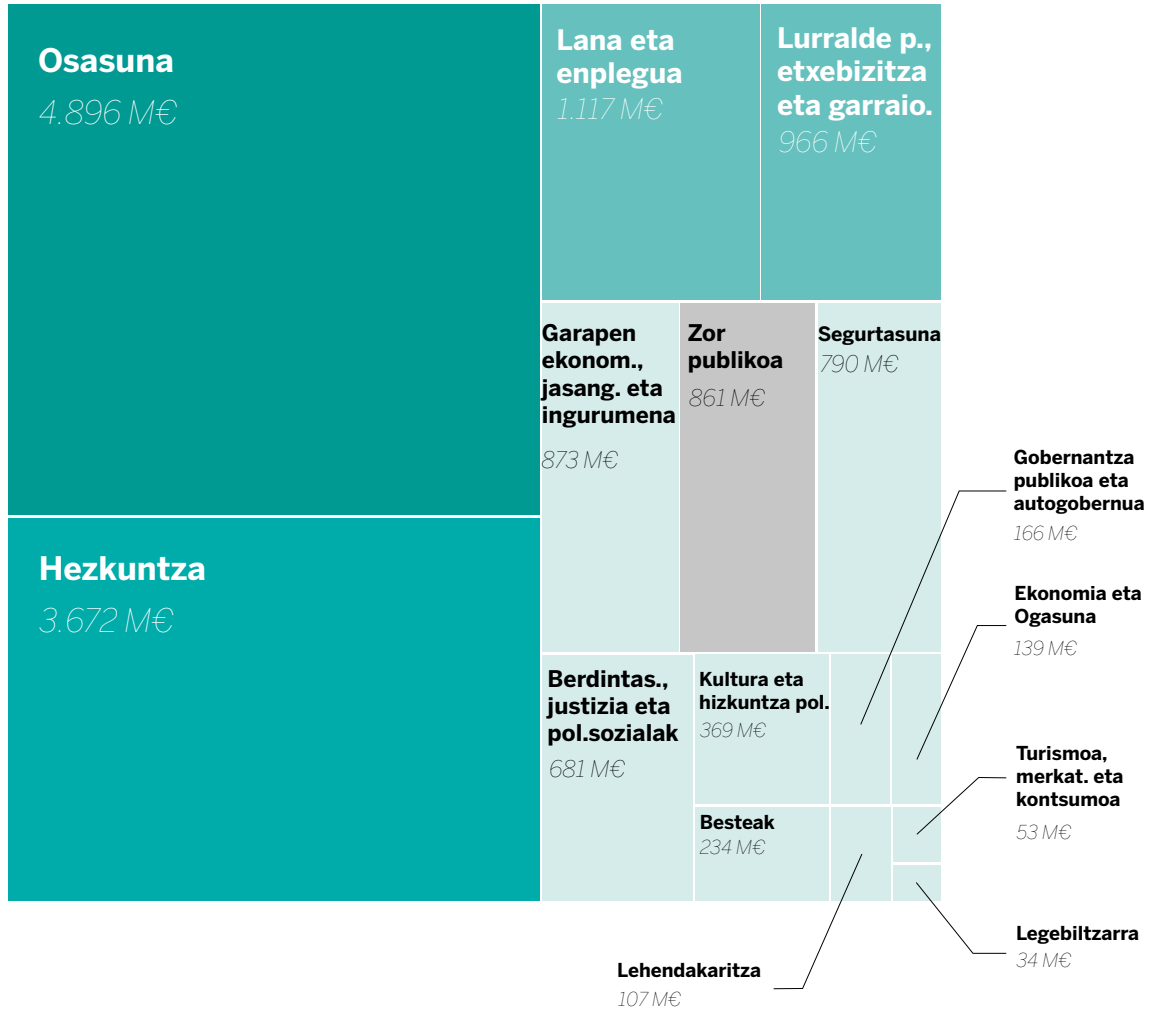 Osasuna
4.896 M€
Lana eta
enplegua
1.117 M€
Lurralde p.,
etxebizitza
eta garraio.
966 M€
Garapen
ekonom.,
jasang. eta
ingurumena
873 M€
Zor
publikoa
861 M€
Segurtasuna
790 M€
Gobernantza
publikoa eta
autogobernua
166 M€
Hezkuntza
3.672 M€
Ekonomia eta
Ogasuna
139 M€
Berdintas.,
justizia eta
pol.sozialak
681 M€
Kultura eta
hizkuntza pol.
369 M€
Turismoa,
merkat. eta
kontsumoa
53 M€
Besteak
234 M€
Legebiltzarra
34 M€
Lehendakaritza
107 M€